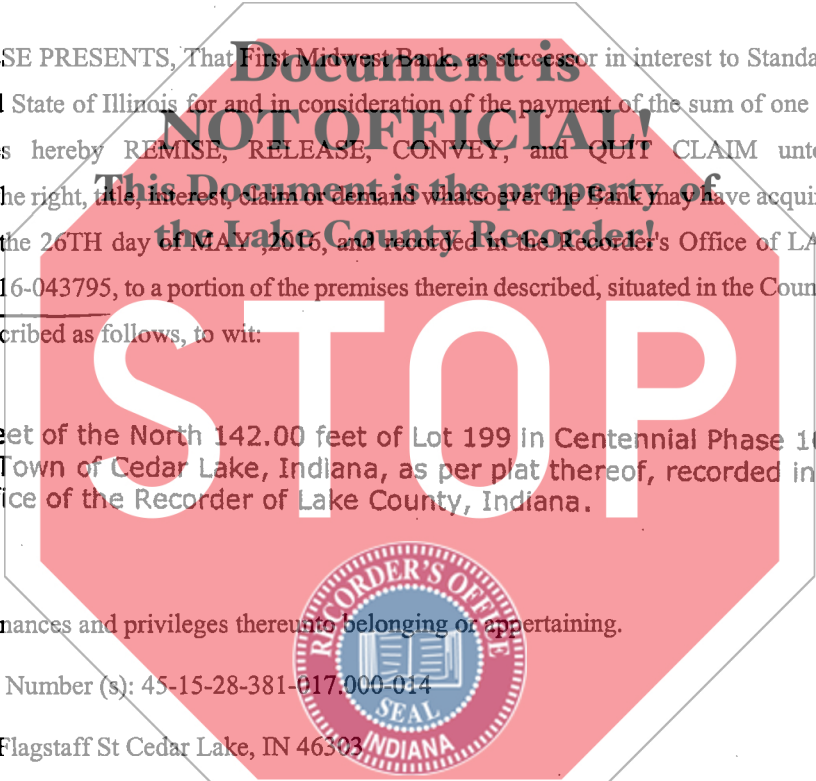 SE PRESENTS, That First Midwest Bank, as successor in interest to Standa
Document is
State of Illinois for and in consideration of the payment of the sum of one
NOT OFFICIAL!
s hereby REMISE, RELEASE, CONVEY, and QUIT CLAIM unt
This Document is the property of
he right, title, interest, claim or demand whatsoever the Bank may have acqui
the Lake County Recorder!
the 26TH day of MAY ,2016, and recorded in the Recorder's Office of LA
16-043795, to a portion of the premises therein described, situated in the Coun
cribed as follows, to wit:
STOP
eet of the North 142.00 feet of Lot 199 in Centennial Phase 1
Town of Cedar Lake, Indiana, as per plat thereof, recorded in
ice of the Recorder of Lake County, Indiana.
nances and privileges thereunto belonging or appertaining.
Number (s): 45-15-28-381-017.000-014
Flagstaff St Cedar Lake, IN 46303
RECORDER'S OFFICE
SEAL
INDIANA